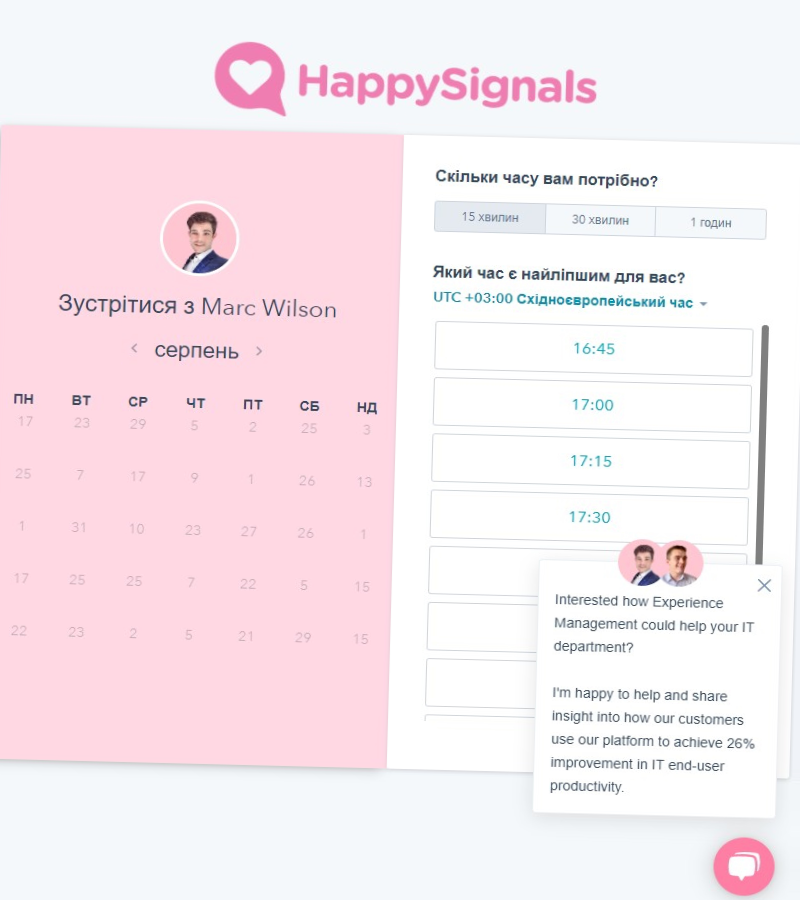 HappySignals
Зустрітися з Marc Wilson
серпень
ПН ВТ СР ЧТ ПТ СБ НД
17 23 29 5 2 25 3
25 7 17 9 1 26 13
1 31 10 23 27 26 1
17 25 25 7 22 5 15
22 23 2 5 21 29 15
Скільки часу вам потрібно?
15 хвилин 30 хвилин 1 годин
Який час є найліпшим для вас?
UTC +03:00 Східноєвропейський час
16:45
17:00
17:15
17:30
Interested how Experience
Management could help your IT
department?
I'm happy to help and share
insight into how our customers
use our platform to achieve 26%
improvement in IT end-user
productivity.